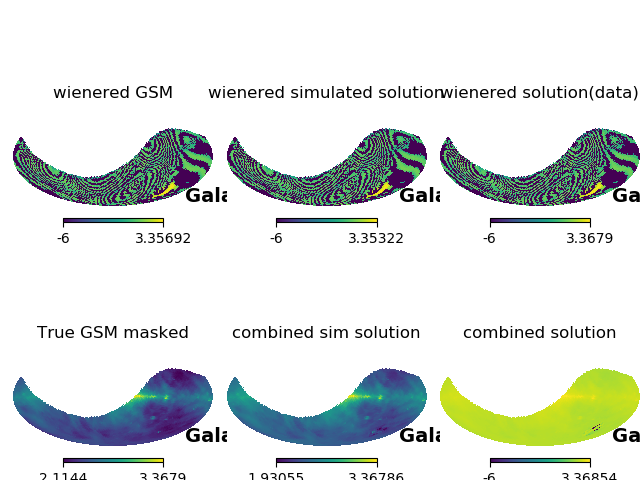 wienered GSM
wienered simulated solution
wienered solution(data)
Gala
Gala
Ga
-6 3.35692
-6 3.35322
-6 3.3679
True GSM masked
combined sim solution
combined solution
Gala
Gala
Ga
2.1144 3.3679
1.93055 3.36786
-6 3.36854